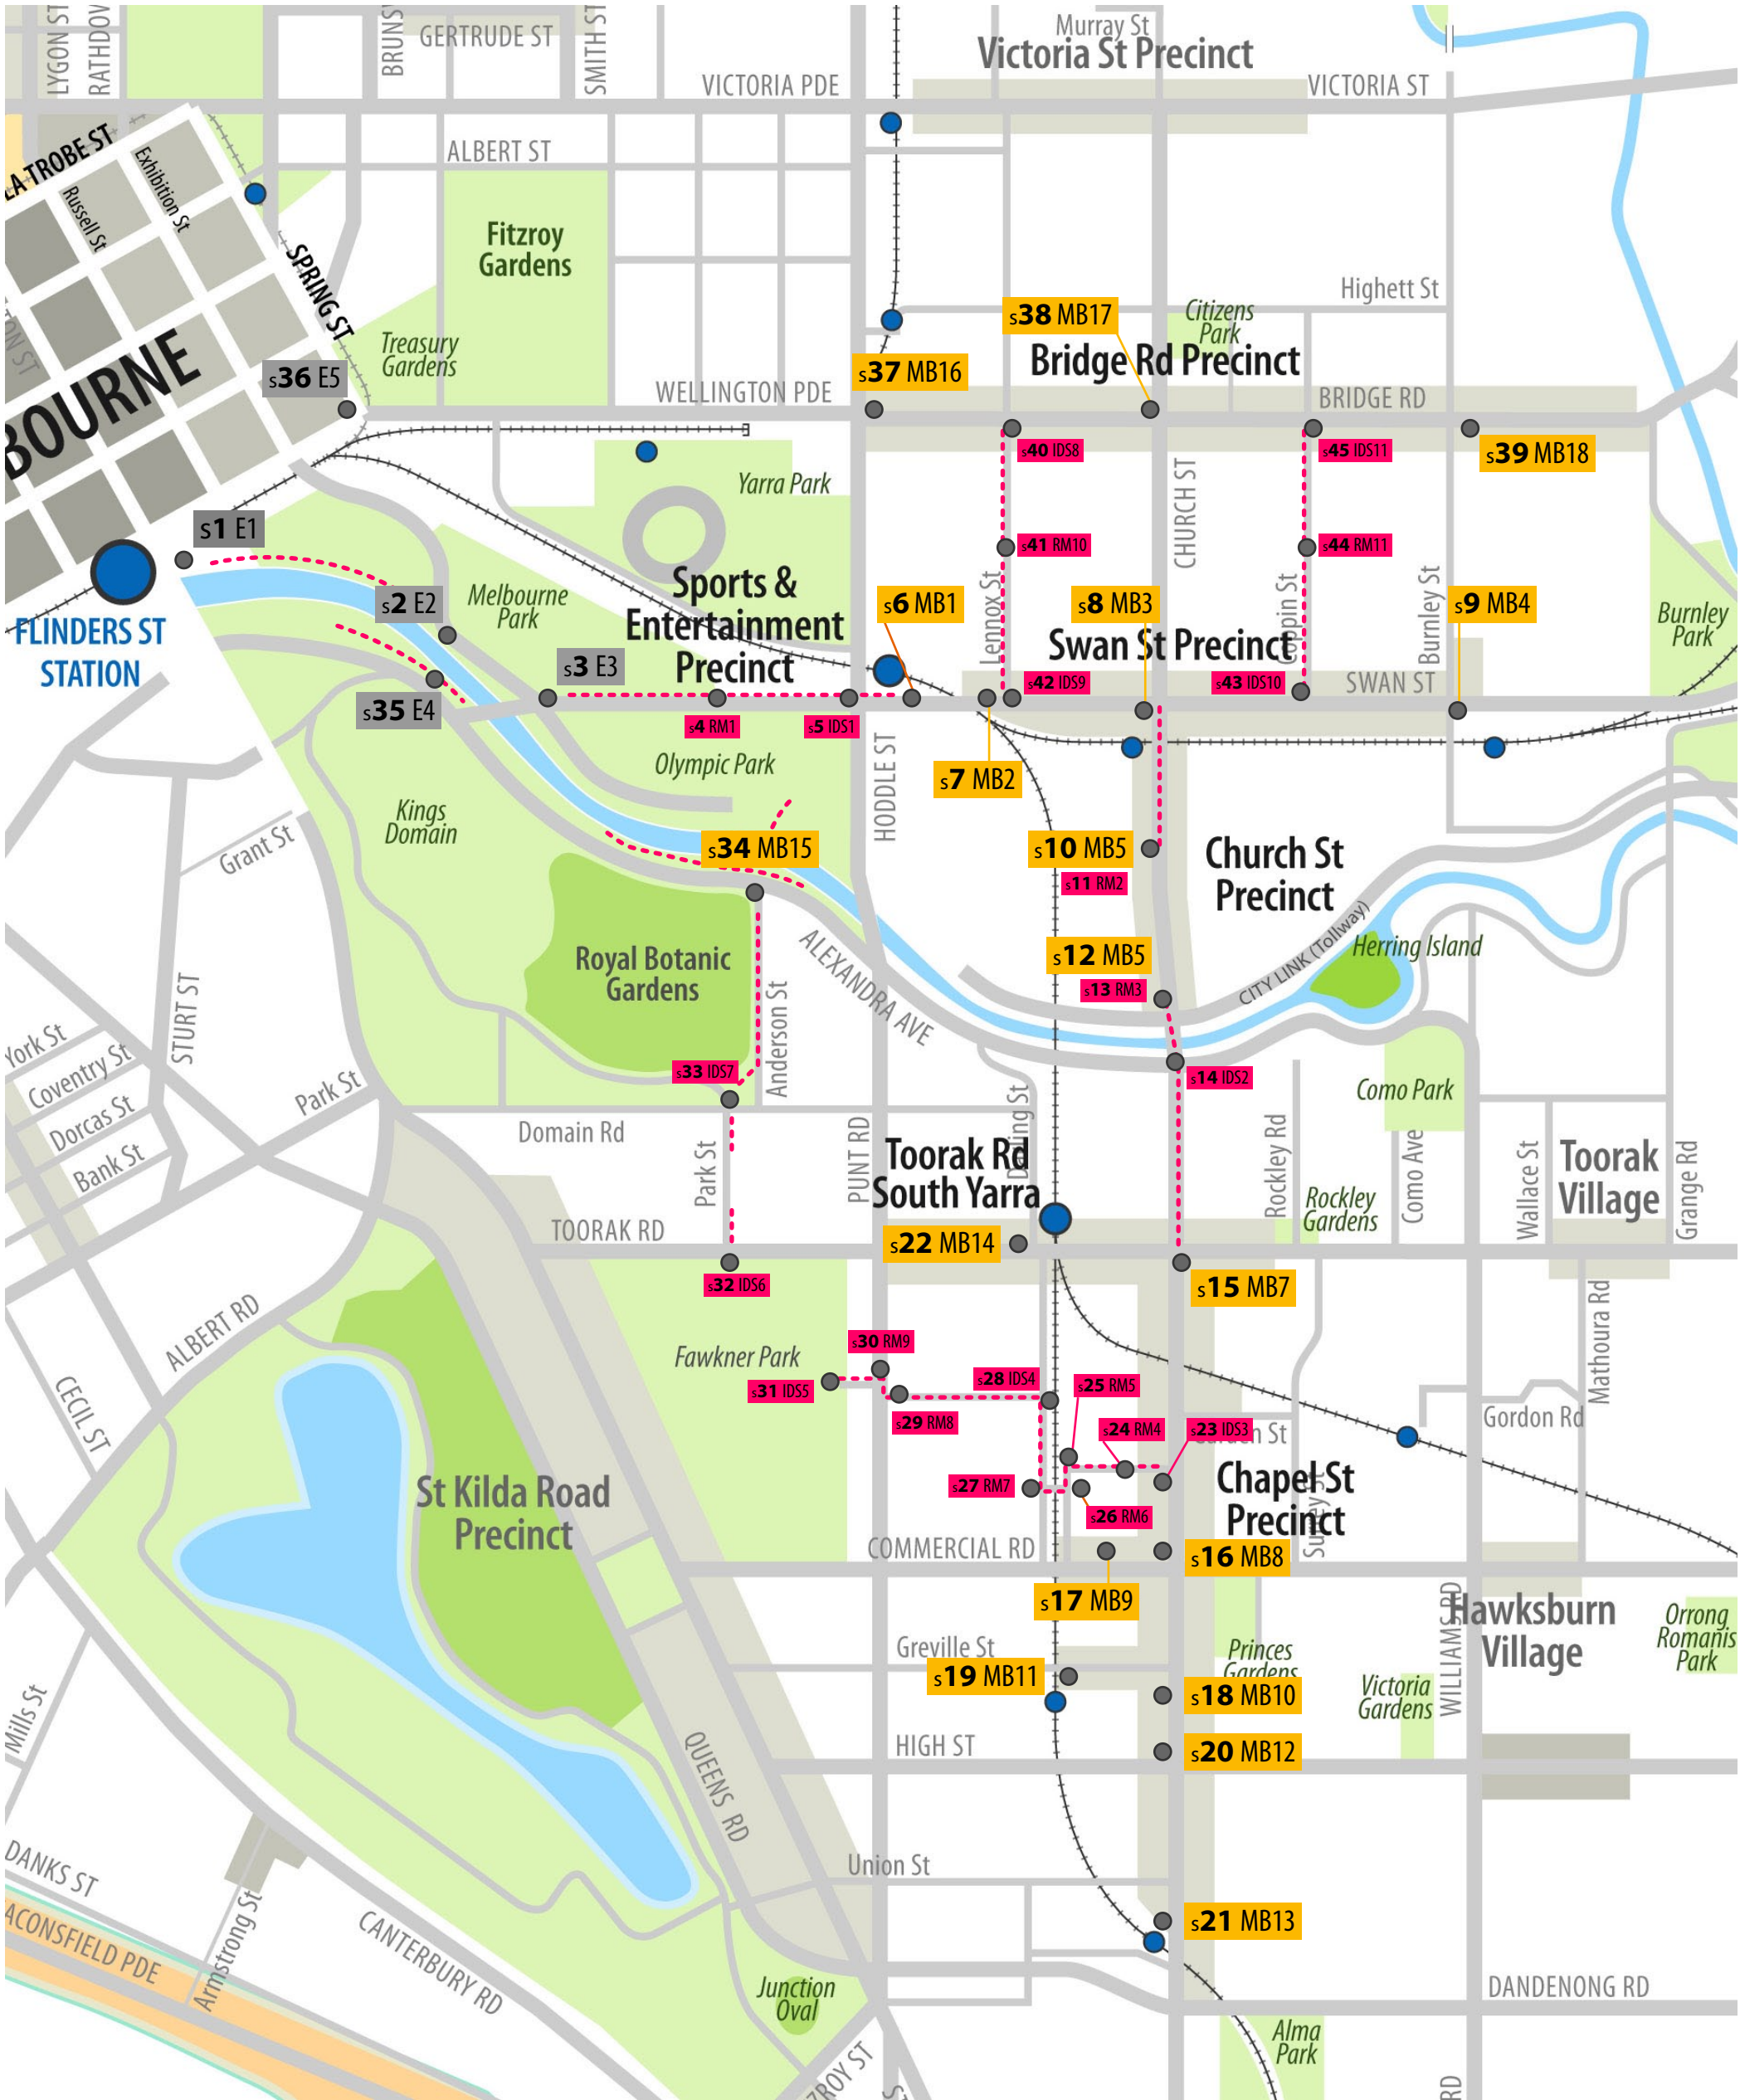 LYGON ST
RATHDOW
BRUNS
GERTRUDE ST
SMITH ST
Murray St
Victoria St Precinct
VICTORIA PDE
VICTORIA ST
LA TROBE ST
Exhibition St
Russell St
ALBERT ST
SPRING ST
Fitzroy
Gardens
Highett St
s38 MB17
Citizens
Park
Treasury
Gardens
Bridge Rd Precinct
BOURNE
TON ST
s36 E5
s37 MB16
WELLINGTON PDE
BRIDGE RD
s40 IDS8
s45 IDS11
s39 MB18
Yarra Park
CHURCH ST
s1 E1
s41 RM10
s44 RM11
FLINDERS ST
STATION
s2 E2
Melbourne
Park
Sports &
Entertainment
Precinct
s3 E3
s6 MB1
Lennox St
s8 MB3
Swan St Precinct
Coppin St
Burnley St
s9 MB4
Burnley
Park
s35 E4
s42 IDS9
s43 IDS10
SWAN ST
s4 RM1
s5 IDS1
Olympic Park
HODDLE ST
s7 MB2
Kings
Domain
Grant St
s34 MB15
s10 MB5
s11 RM2
Church St
Precinct
CITY LINK (Tollway)
Herring Island
Royal Botanic
Gardens
ALEXANDRA AVE
s12 MB5
s13 RM3
STURT ST
Anderson St
York St
Coventry St
Dorcas St
Bank St
Park St
s33 IDS7
s14 IDS2
Como Park
Domain Rd
Park St
PUNT RD
Toorak Rd
South Yarra
Rockley Rd
Rockley
Gardens
Como Ave
Wallace St
Toorak
Village
Grange Rd
TOORAK RD
s22 MB14
s32 IDS6
s15 MB7
ALBERT RD
CECIL ST
Fawkner Park
s30 RM9
s31 IDS5
s28 IDS4
s29 RM8
s25 RM5
s24 RM4
s23 IDS3
Mathoura Rd
Gordon Rd
St Kilda Road
Precinct
s27 RM7
s26 RM6
Chapel St
Precinct
Surrey St
COMMERCIAL RD
s16 MB8
s17 MB9
Hawksburn
Village
WILLIAMS RD
Orrong
Romanis
Park
Greville St
Princes
Gardens
s19 MB11
s18 MB10
Victoria
Gardens
Mills St
HIGH ST
s20 MB12
QUEENS RD
DANKS ST
Union St
ACONSFIELD PDE
Armstrong St
CANTERBURY RD
s21 MB13
Junction
Oval
DANDENONG RD
Alma
Park
ZROY ST
ST
RD